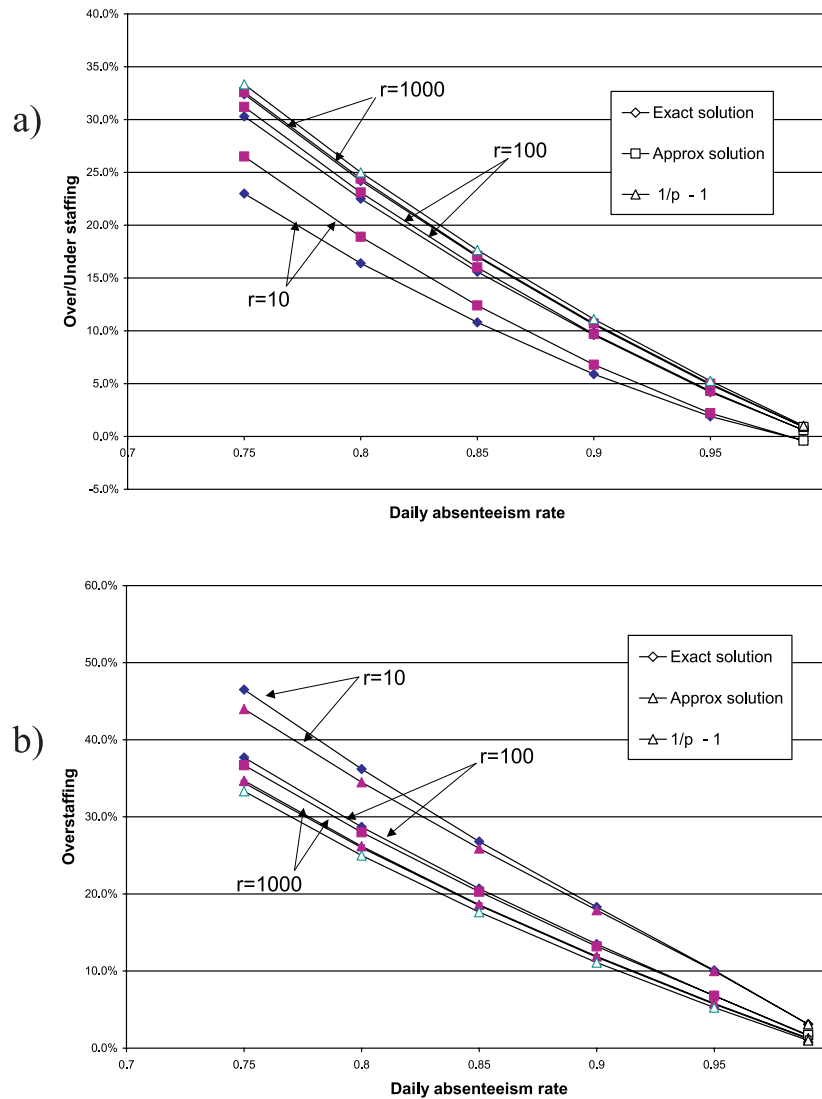 a)
40.0%
35.0%
30.0%
25.0%
20.0%
15.0%
10.0%
5.0%
0.0%
-5.0%
Over/Under staffing
r=1000
r=100
r=10
Exact solution
Approx solution
1/p - 1
0.7
0.75
0.8
0.85
0.9
0.95
Daily absenteeism rate
b)
60.0%
50.0%
40.0%
30.0%
20.0%
10.0%
0.0%
Overstaffing
r=10
r=100
r=1000
Exact solution
Approx solution
1/p - 1
0.7
0.75
0.8
0.85
0.9
0.95
Daily absenteeism rate